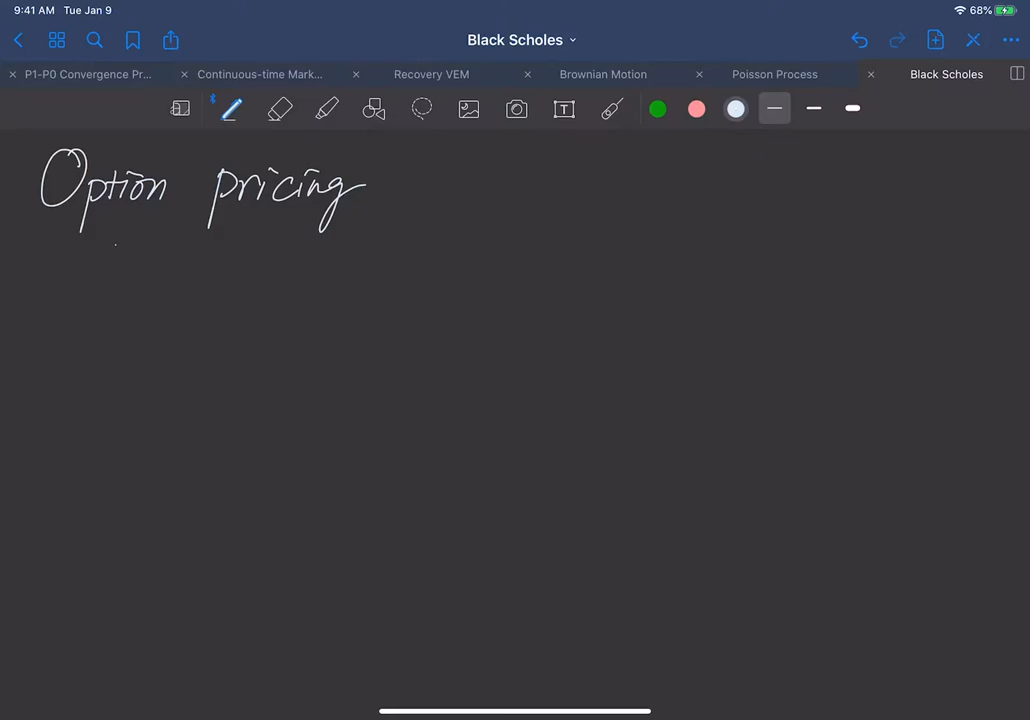 9:41 AM Tue Jan 9
68%
Black Scholes
P1-P0 Convergence Pr...
Continuous-time Mark...
Recovery VEM
Brownian Motion
Poisson Process
Black Scholes
T
Option pricing